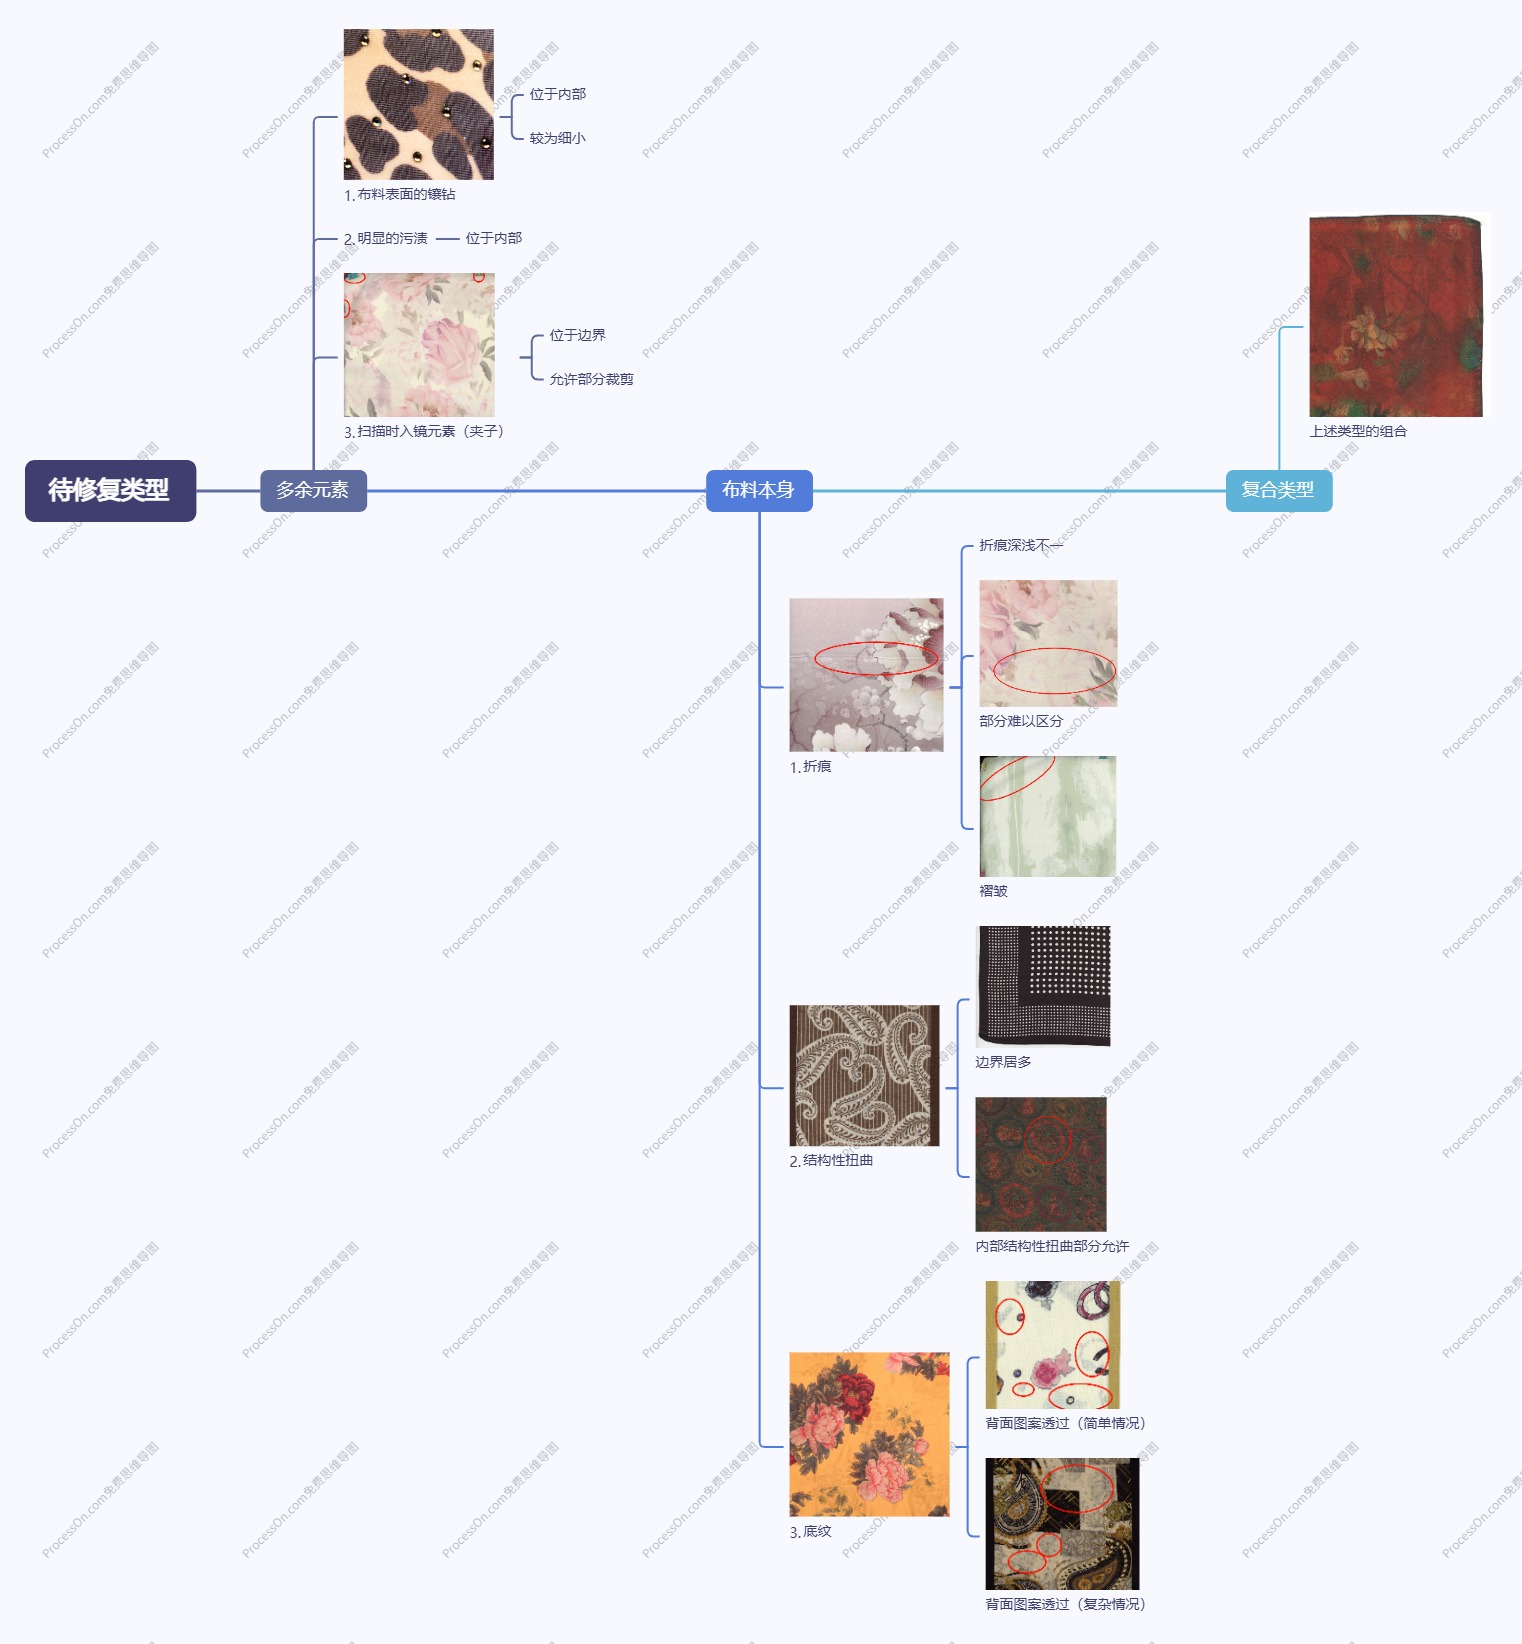 位于内部
较为细小
1.布料表面的镶钻
2.明显的污渍
位于内部
位于边界
允许部分裁剪
3.扫描时入镜元素（夹子）
上述类型的组合
待修复类型
多余元素
布料本身
复合类型
折痕深浅不一
部分难以区分
1.折痕
褶皱
边界居多
2.结构性扭曲
内部结构性扭曲部分允许
背面图案透过（简单情况）
3.底纹
背面图案透过（复杂情况）
ProcessOn.com免费思维导图